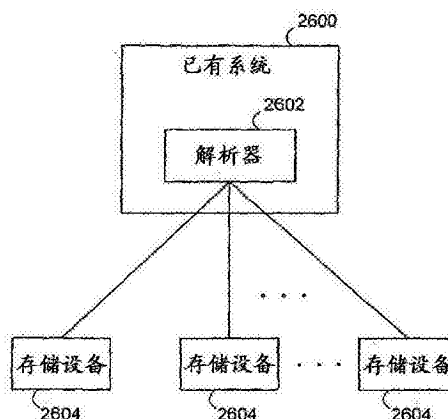 2600
已有系统
2602
解析器
. . .
存储设备 存储设备 . . . 存储设备
2604 2604 2604